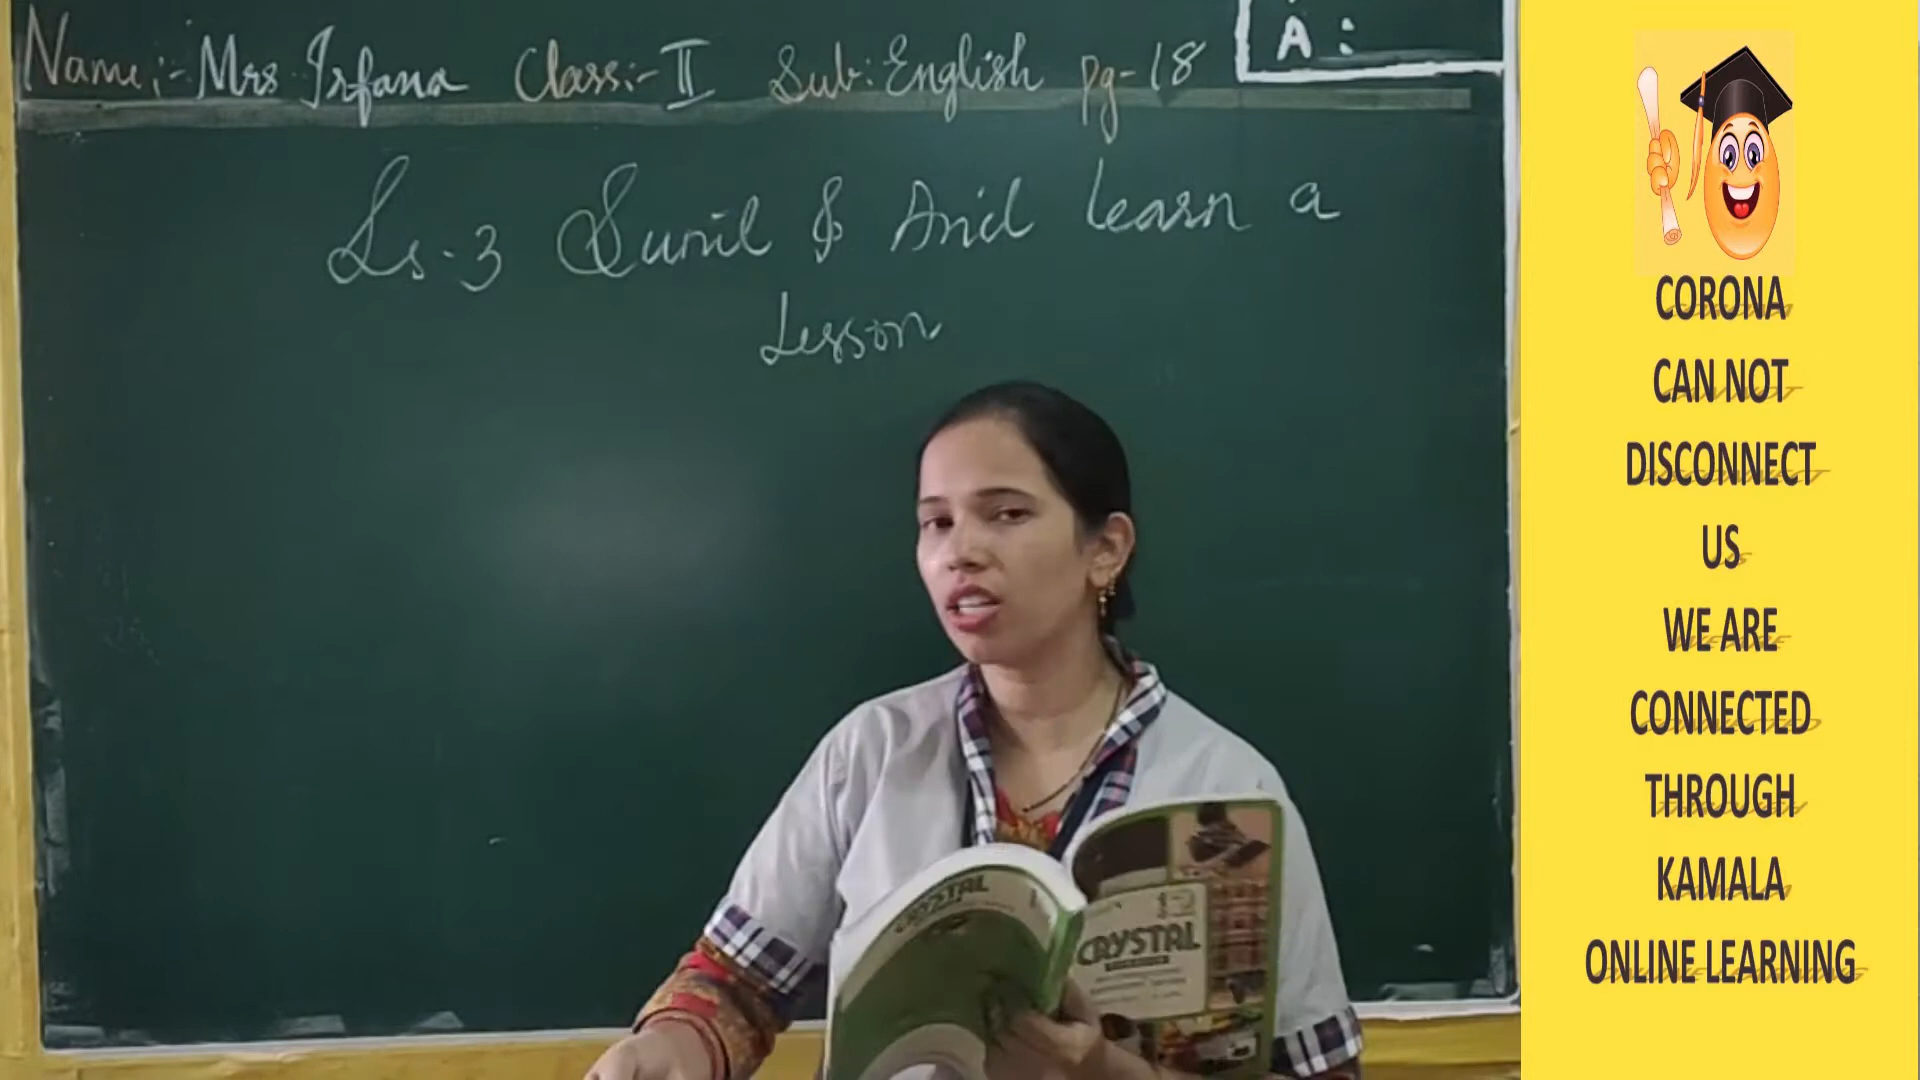 Name:- Mrs Irfana Class:- II Sub: English pg-18
A :
Ls.3 Sunil & Anil learn a
Lesson
CRYSTAL
CRYSTAL
CORONA
CAN NOT
DISCONNECT
US
WE ARE
CONNECTED
THROUGH
KAMALA
ONLINE LEARNING